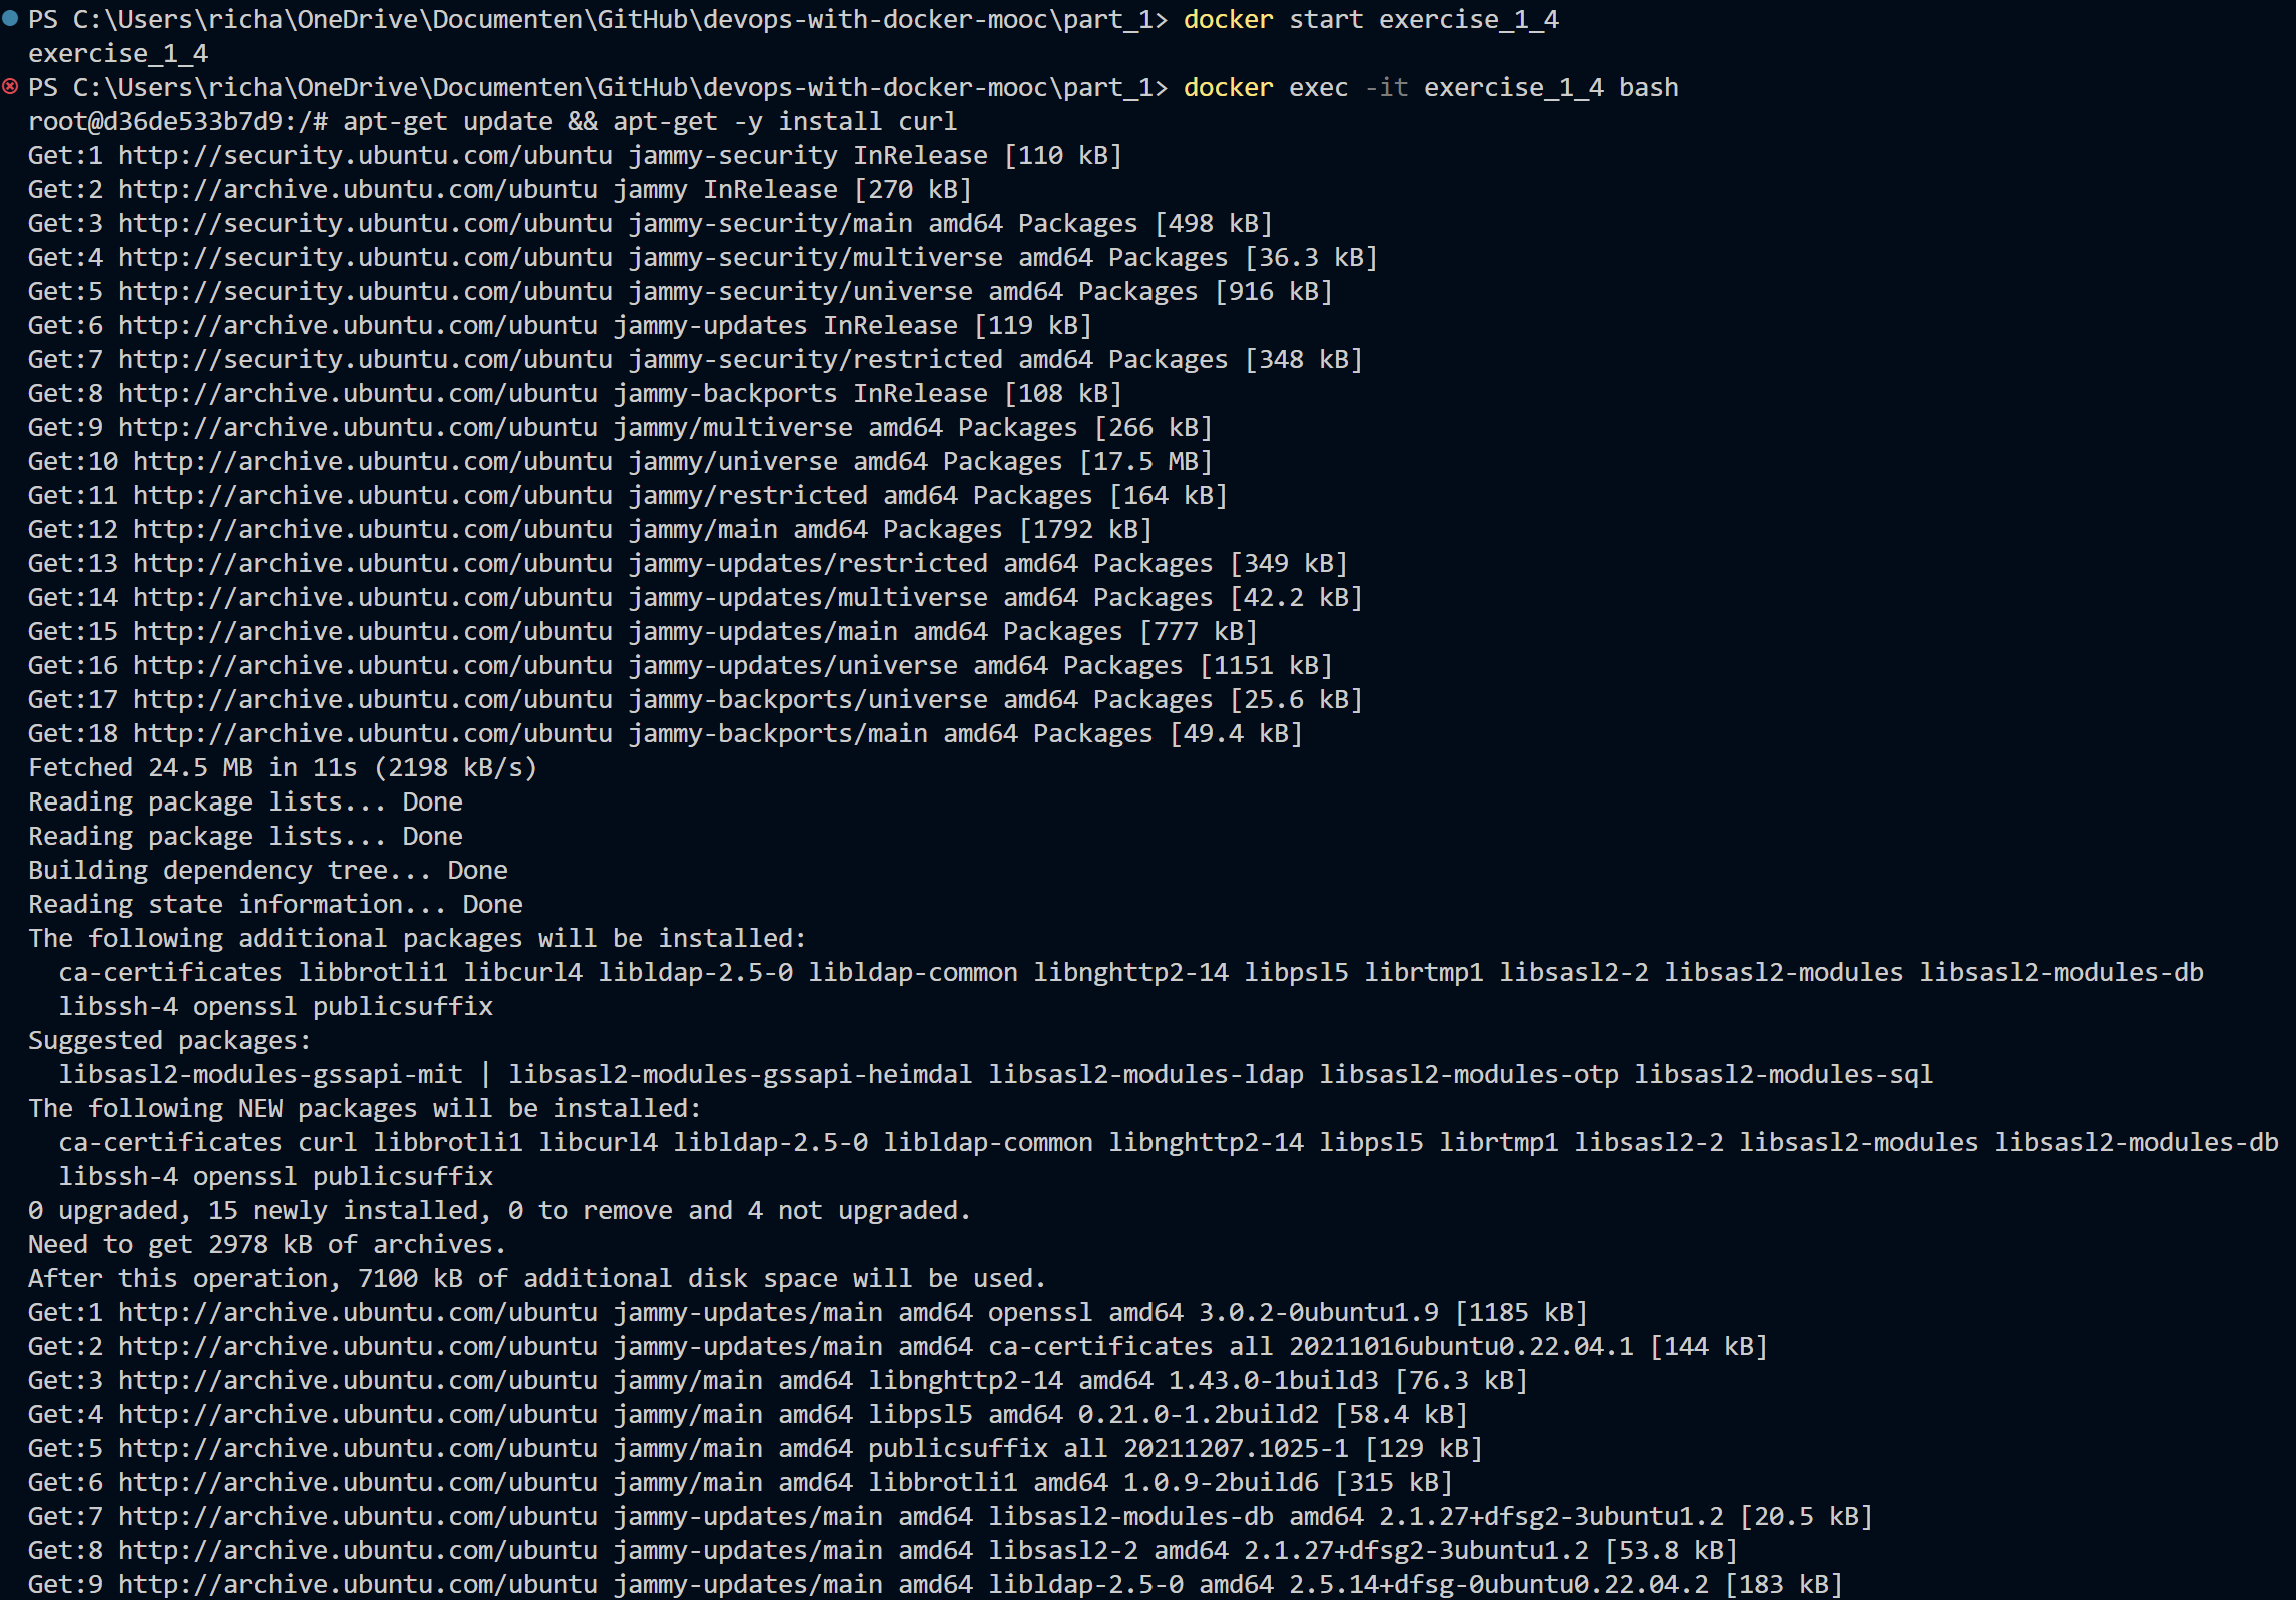 PS C:\Users\richa\OneDrive\Documenten\GitHub\devops-with-docker-mooc\part_1> docker start exercise_1_4
exercise_1_4
PS C:\Users\richa\OneDrive\Documenten\GitHub\devops-with-docker-mooc\part_1> docker exec -it exercise_1_4 bash
root@d36de533b7d9:/# apt-get update && apt-get -y install curl
Get:1 http://security.ubuntu.com/ubuntu jammy-security InRelease [110 kB]
Get:2 http://archive.ubuntu.com/ubuntu jammy InRelease [270 kB]
Get:3 http://security.ubuntu.com/ubuntu jammy-security/main amd64 Packages [498 kB]
Get:4 http://security.ubuntu.com/ubuntu jammy-security/multiverse amd64 Packages [36.3 kB]
Get:5 http://security.ubuntu.com/ubuntu jammy-security/universe amd64 Packages [916 kB]
Get:6 http://archive.ubuntu.com/ubuntu jammy-updates InRelease [119 kB]
Get:7 http://security.ubuntu.com/ubuntu jammy-security/restricted amd64 Packages [348 kB]
Get:8 http://archive.ubuntu.com/ubuntu jammy-backports InRelease [108 kB]
Get:9 http://archive.ubuntu.com/ubuntu jammy/multiverse amd64 Packages [266 kB]
Get:10 http://archive.ubuntu.com/ubuntu jammy/universe amd64 Packages [17.5 MB]
Get:11 http://archive.ubuntu.com/ubuntu jammy/restricted amd64 Packages [164 kB]
Get:12 http://archive.ubuntu.com/ubuntu jammy/main amd64 Packages [1792 kB]
Get:13 http://archive.ubuntu.com/ubuntu jammy-updates/restricted amd64 Packages [349 kB]
Get:14 http://archive.ubuntu.com/ubuntu jammy-updates/multiverse amd64 Packages [42.2 kB]
Get:15 http://archive.ubuntu.com/ubuntu jammy-updates/main amd64 Packages [777 kB]
Get:16 http://archive.ubuntu.com/ubuntu jammy-updates/universe amd64 Packages [1151 kB]
Get:17 http://archive.ubuntu.com/ubuntu jammy-backports/universe amd64 Packages [25.6 kB]
Get:18 http://archive.ubuntu.com/ubuntu jammy-backports/main amd64 Packages [49.4 kB]
Fetched 24.5 MB in 11s (2198 kB/s)
Reading package lists... Done
Reading package lists... Done
Building dependency tree... Done
Reading state information... Done
The following additional packages will be installed:
  ca-certificates libbrotli1 libcurl4 libldap-2.5-0 libldap-common libnghttp2-14 libpsl5 librtmp1 libsasl2-2 libsasl2-modules libsasl2-modules-db
  libssh-4 openssl publicsuffix
Suggested packages:
  libsasl2-modules-gssapi-mit | libsasl2-modules-gssapi-heimdal libsasl2-modules-ldap libsasl2-modules-otp libsasl2-modules-sql
The following NEW packages will be installed:
  ca-certificates curl libbrotli1 libcurl4 libldap-2.5-0 libldap-common libnghttp2-14 libpsl5 librtmp1 libsasl2-2 libsasl2-modules libsasl2-modules-db
  libssh-4 openssl publicsuffix
0 upgraded, 15 newly installed, 0 to remove and 4 not upgraded.
Need to get 2978 kB of archives.
After this operation, 7100 kB of additional disk space will be used.
Get:1 http://archive.ubuntu.com/ubuntu jammy-updates/main amd64 openssl amd64 3.0.2-0ubuntu1.9 [1185 kB]
Get:2 http://archive.ubuntu.com/ubuntu jammy-updates/main amd64 ca-certificates all 20211016ubuntu0.22.04.1 [144 kB]
Get:3 http://archive.ubuntu.com/ubuntu jammy/main amd64 libnghttp2-14 amd64 1.43.0-1build3 [76.3 kB]
Get:4 http://archive.ubuntu.com/ubuntu jammy/main amd64 libpsl5 amd64 0.21.0-1.2build2 [58.4 kB]
Get:5 http://archive.ubuntu.com/ubuntu jammy/main amd64 publicsuffix all 20211207.1025-1 [129 kB]
Get:6 http://archive.ubuntu.com/ubuntu jammy/main amd64 libbrotli1 amd64 1.0.9-2build6 [315 kB]
Get:7 http://archive.ubuntu.com/ubuntu jammy-updates/main amd64 libsasl2-modules-db amd64 2.1.27+dfsg2-3ubuntu1.2 [20.5 kB]
Get:8 http://archive.ubuntu.com/ubuntu jammy-updates/main amd64 libsasl2-2 amd64 2.1.27+dfsg2-3ubuntu1.2 [53.8 kB]
Get:9 http://archive.ubuntu.com/ubuntu jammy-updates/main amd64 libldap-2.5-0 amd64 2.5.14+dfsg-0ubuntu0.22.04.2 [183 kB]